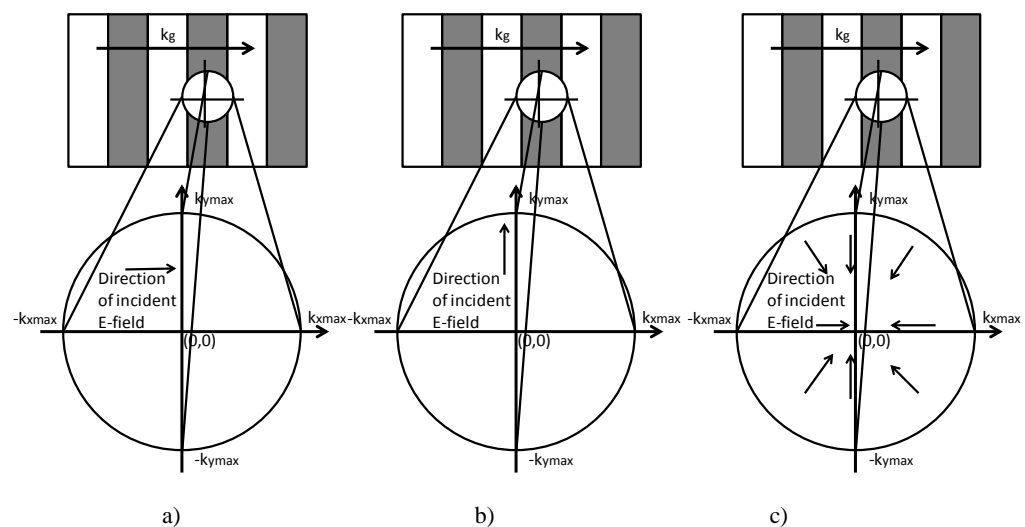 kg
kymax
Direction
of incident
E-field
-kxmax
kxmax
(0,0)
-kymax
a)
kg
kymax
Direction
of incident
E-field
-kxmax
kxmax
(0,0)
-kymax
b)
kg
kymax
Direction
of incident
E-field
-kxmax
kxmax
(0,0)
-kymax
c)